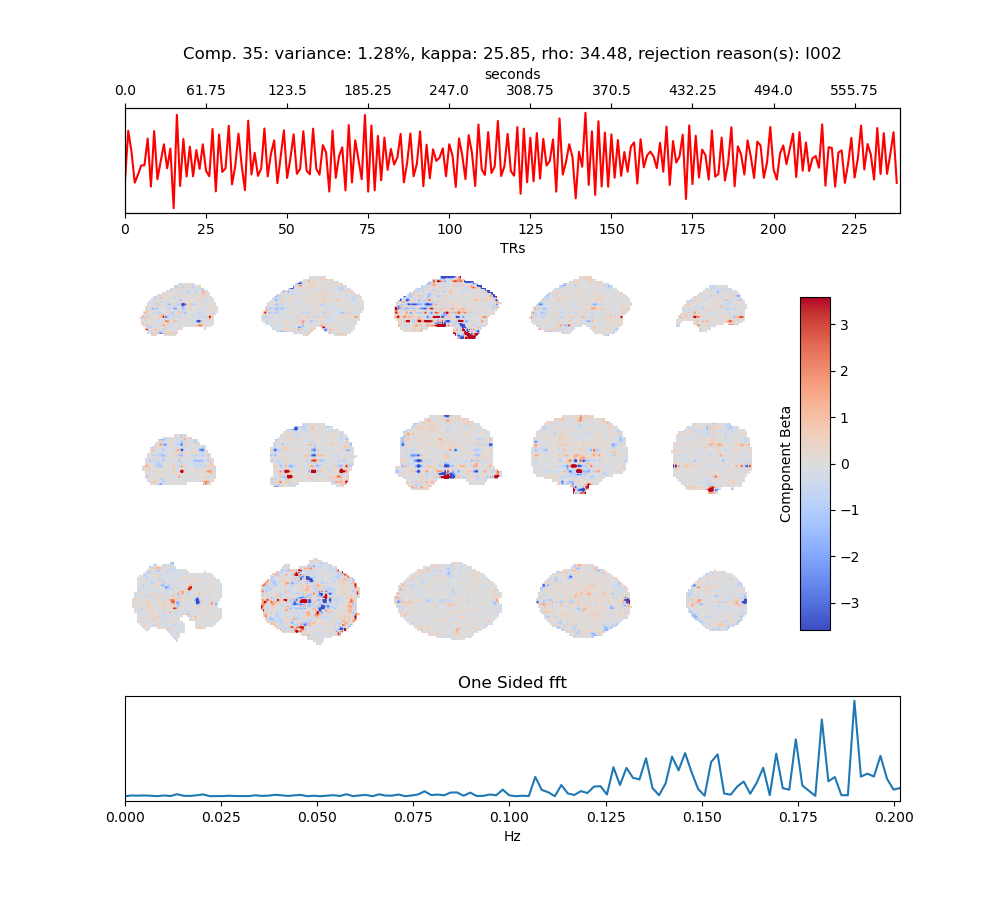 Comp. 35: variance: 1.28%, kappa: 25.85, rho: 34.48, rejection reason(s): I002
seconds
0.0 61.75 123.5 185.25 247.0 308.75 370.5 432.25 494.0 555.75
0 25 50 75 100 125 150 175 200 225
TRs
3
2
1
0
−1
−2
−3
Component Beta
One Sided fft
0.000 0.025 0.050 0.075 0.100 0.125 0.150 0.175 0.200
Hz